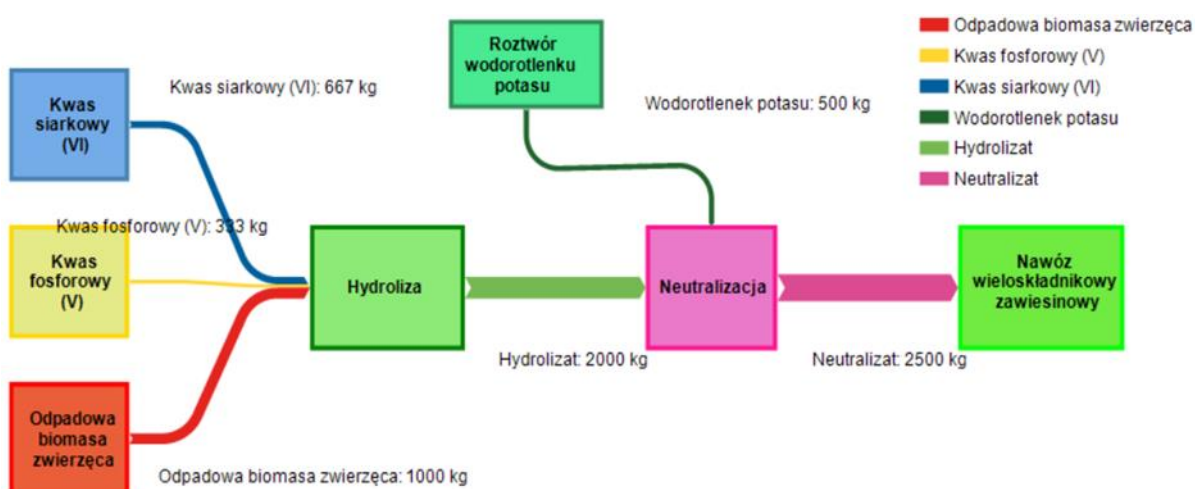 Kwas
siarkowy
(VI)
Kwas siarkowy (VI): 667 kg
Roztwór
wodorotlenku
potasu
Wodorotlenek potasu: 500 kg
Odpadowa biomasa zwierzęca
Kwas fosforowy (V)
Kwas siarkowy (VI)
Wodorotlenek potasu
Hydrolizat
Neutralizat
Kwas fosforowy (V): 333 kg
Kwas
fosforowy
(V)
Hydroliza
Neutralizacja
Nawóz
wieloskładnikowy
zawiesinowy
Hydrolizat: 2000 kg
Neutralizat: 2500 kg
Odpadowa
biomasa
zwierzęca
Odpadowa biomasa zwierzęca: 1000 kg